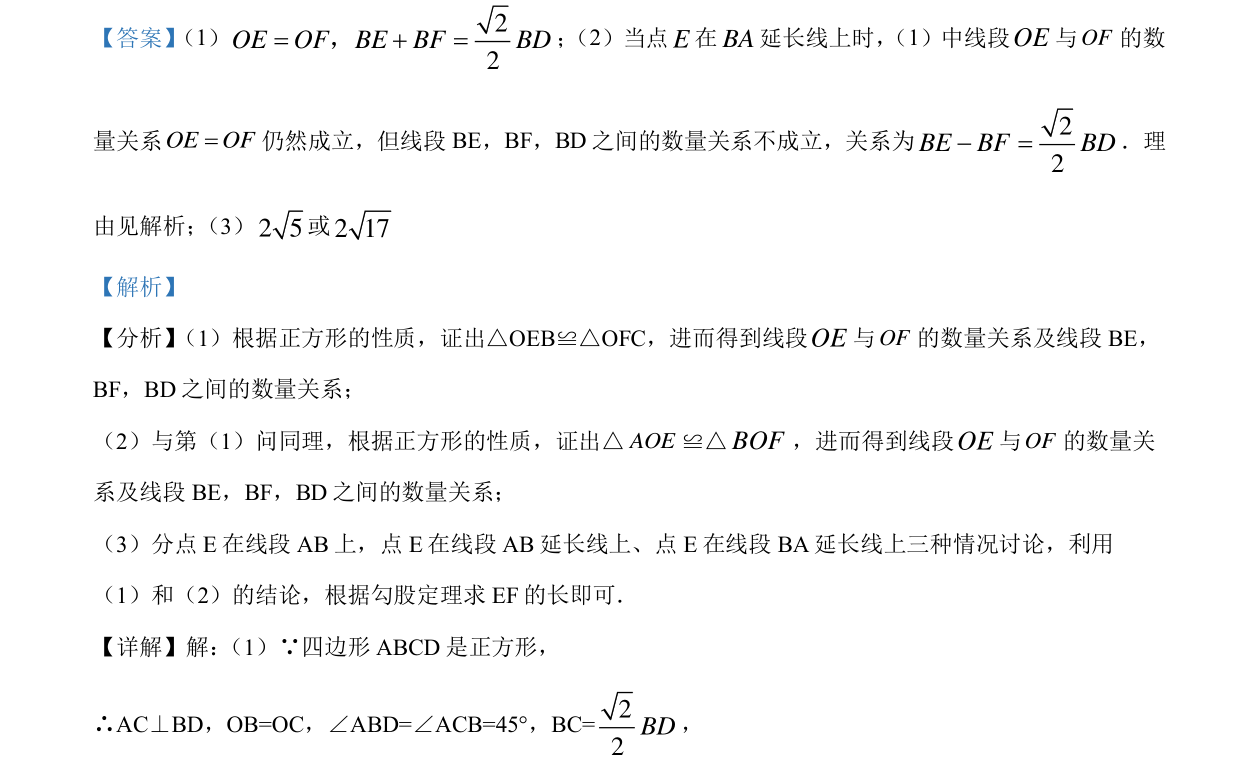 【答案】（1）OE = OF，BE + BF = \frac{\sqrt{2}}{2} BD；（2）当点 E 在 BA 延长线上时，（1）中线段 OE 与 OF 的数
量关系 OE = OF 仍然成立，但线段 BE，BF，BD 之间的数量关系不成立，关系为 BE − BF = \frac{\sqrt{2}}{2} BD．理
由见解析；（3）2\sqrt{5} 或 2\sqrt{17}
【解析】
【分析】（1）根据正方形的性质，证出△OEB≌△OFC，进而得到线段 OE 与 OF 的数量关系及线段 BE，
BF，BD 之间的数量关系；
（2）与第（1）问同理，根据正方形的性质，证出△ AOE ≌△ BOF ，进而得到线段 OE 与 OF 的数量关
系及线段 BE，BF，BD 之间的数量关系；
（3）分点 E 在线段 AB 上，点 E 在线段 AB 延长线上、点 E 在线段 BA 延长线上三种情况讨论，利用
（1）和（2）的结论，根据勾股定理求 EF 的长即可．
【详解】解：（1）∵四边形 ABCD 是正方形，
∴AC⊥BD，OB=OC，∠ABD=∠ACB=45°，BC= \frac{\sqrt{2}}{2} BD，